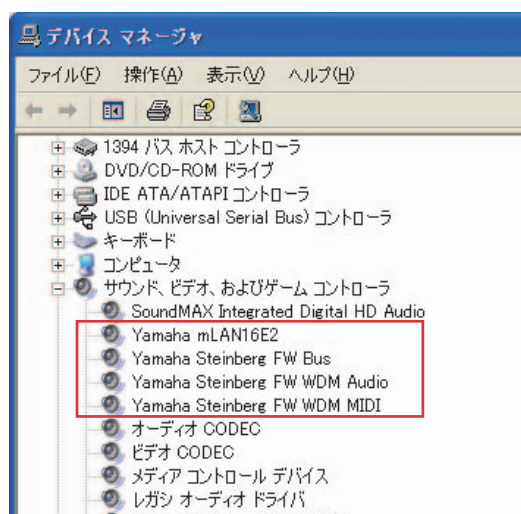 デバイス マネージャ
ファイル(F) 操作(A) 表示(V) ヘルプ(H)
1394 バス ホスト コントローラ
DVD/CD-ROM ドライブ
IDE ATA/ATAPI コントローラ
USB (Universal Serial Bus) コントローラ
キーボード
コンピュータ
サウンド、ビデオ、およびゲーム コントローラ
SoundMAX Integrated Digital HD Audio
Yamaha mLAN16E2
Yamaha Steinberg FW Bus
Yamaha Steinberg FW WDM Audio
Yamaha Steinberg FW WDM MIDI
オーディオ CODEC
ビデオ CODEC
メディア コントロール デバイス
レガシ オーディオ ドライバ